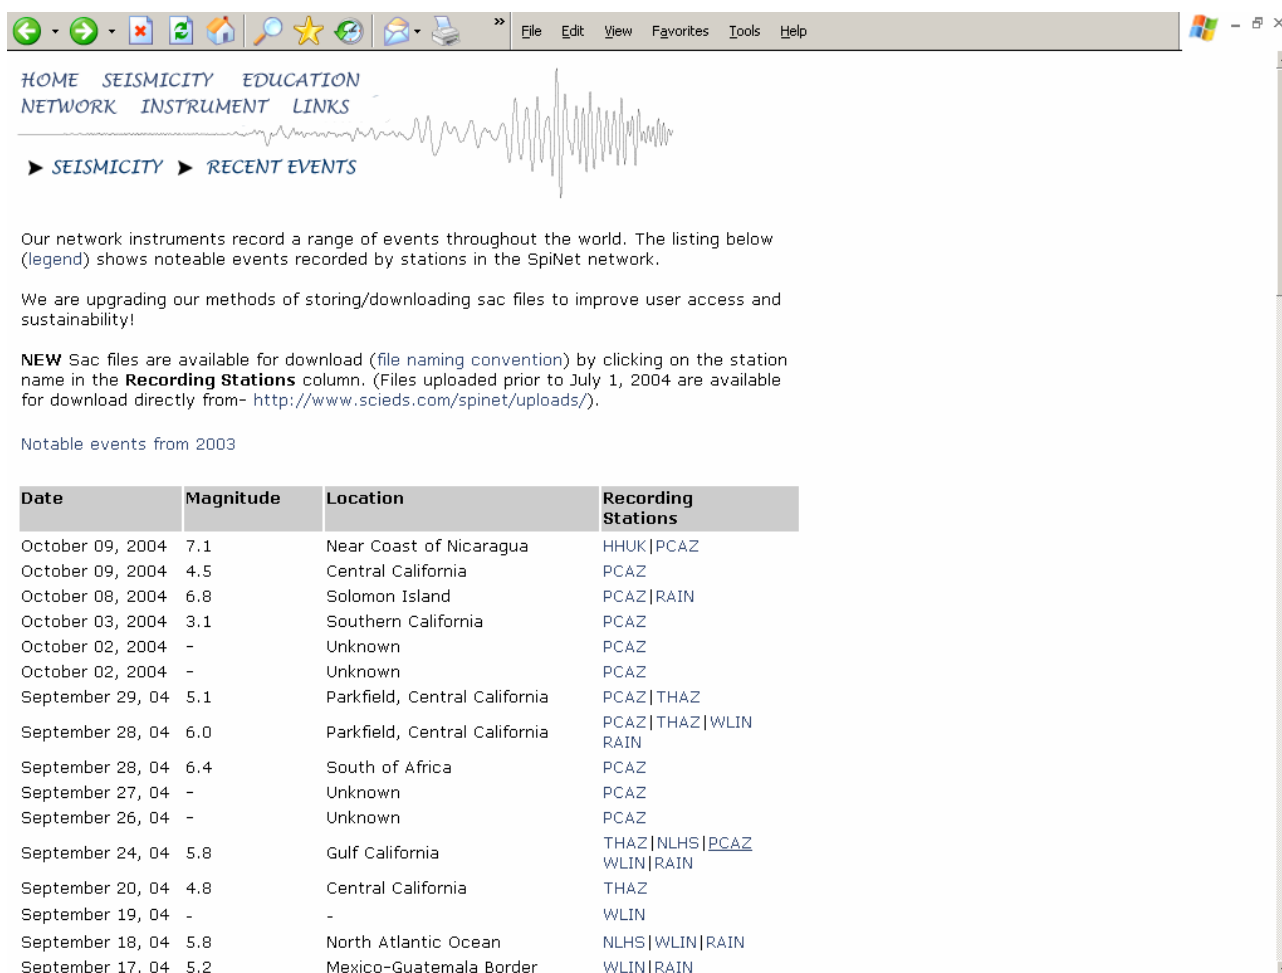 » File Edit View Favorites Tools Help
HOME SEISMICITY EDUCATION
NETWORK INSTRUMENT LINKS
SEISMICITY RECENT EVENTS
Our network instruments record a range of events throughout the world. The listing below
(legend) shows noteable events recorded by stations in the SpiNet network.
We are upgrading our methods of storing/downloading sac files to improve user access and
sustainability!
NEW Sac files are available for download (file naming convention) by clicking on the station
name in the Recording Stations column. (Files uploaded prior to July 1, 2004 are available
for download directly from- http://www.scieds.com/spinet/uploads/).
Notable events from 2003
Date Magnitude Location Recording
Stations
October 09, 2004 7.1 Near Coast of Nicaragua HHUK|PCAZ
October 09, 2004 4.5 Central California PCAZ
October 08, 2004 6.8 Solomon Island PCAZ|RAIN
October 03, 2004 3.1 Southern California PCAZ
October 02, 2004 - Unknown PCAZ
October 02, 2004 - Unknown PCAZ
September 29, 04 5.1 Parkfield, Central California PCAZ|THAZ
September 28, 04 6.0 Parkfield, Central California PCAZ|THAZ|WLIN
RAIN
September 28, 04 6.4 South of Africa PCAZ
September 27, 04 - Unknown PCAZ
September 26, 04 - Unknown PCAZ
September 24, 04 5.8 Gulf California THAZ|NLHS|PCAZ
WLIN|RAIN
September 20, 04 4.8 Central California THAZ
September 19, 04 - - WLIN
September 18, 04 5.8 North Atlantic Ocean NLHS|WLIN|RAIN
September 17, 04 5.2 Mexico-Guatemala Border WLIN|RAIN